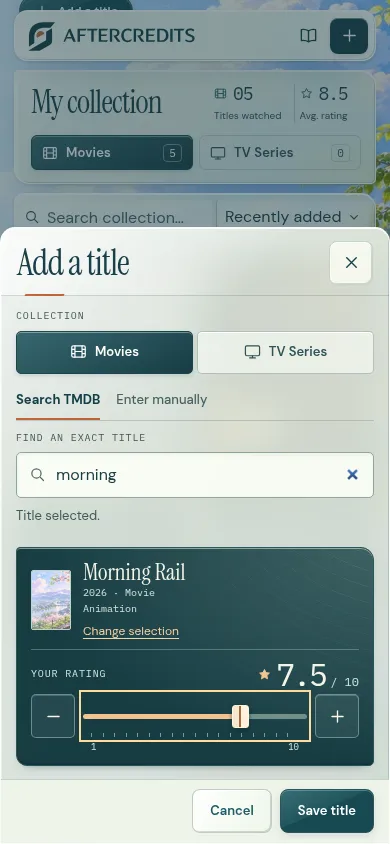 Add a title
AFTERCREDITS
My collection
05
Titles watched
8.5
Avg. rating
Movies 5
TV Series 0
Search collection...
Recently added
Add a title
COLLECTION
Movies
TV Series
Search TMDB
Enter manually
FIND AN EXACT TITLE
morning
Title selected.
Morning Rail
2026 · Movie
Animation
Change selection
YOUR RATING
7.5 / 10
1 10
Cancel
Save title